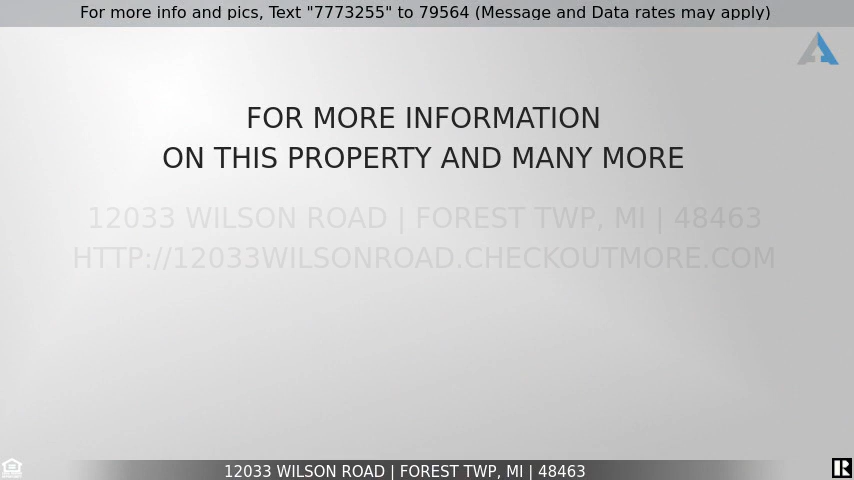 For more info and pics, Text "7773255" to 79564 (Message and Data rates may apply)
FOR MORE INFORMATION
ON THIS PROPERTY AND MANY MORE
12033 WILSON ROAD | FOREST TWP, MI | 48463
HTTP://12033WILSONROAD.CHECKOUTMORE.COM
12033 WILSON ROAD | FOREST TWP, MI | 48463